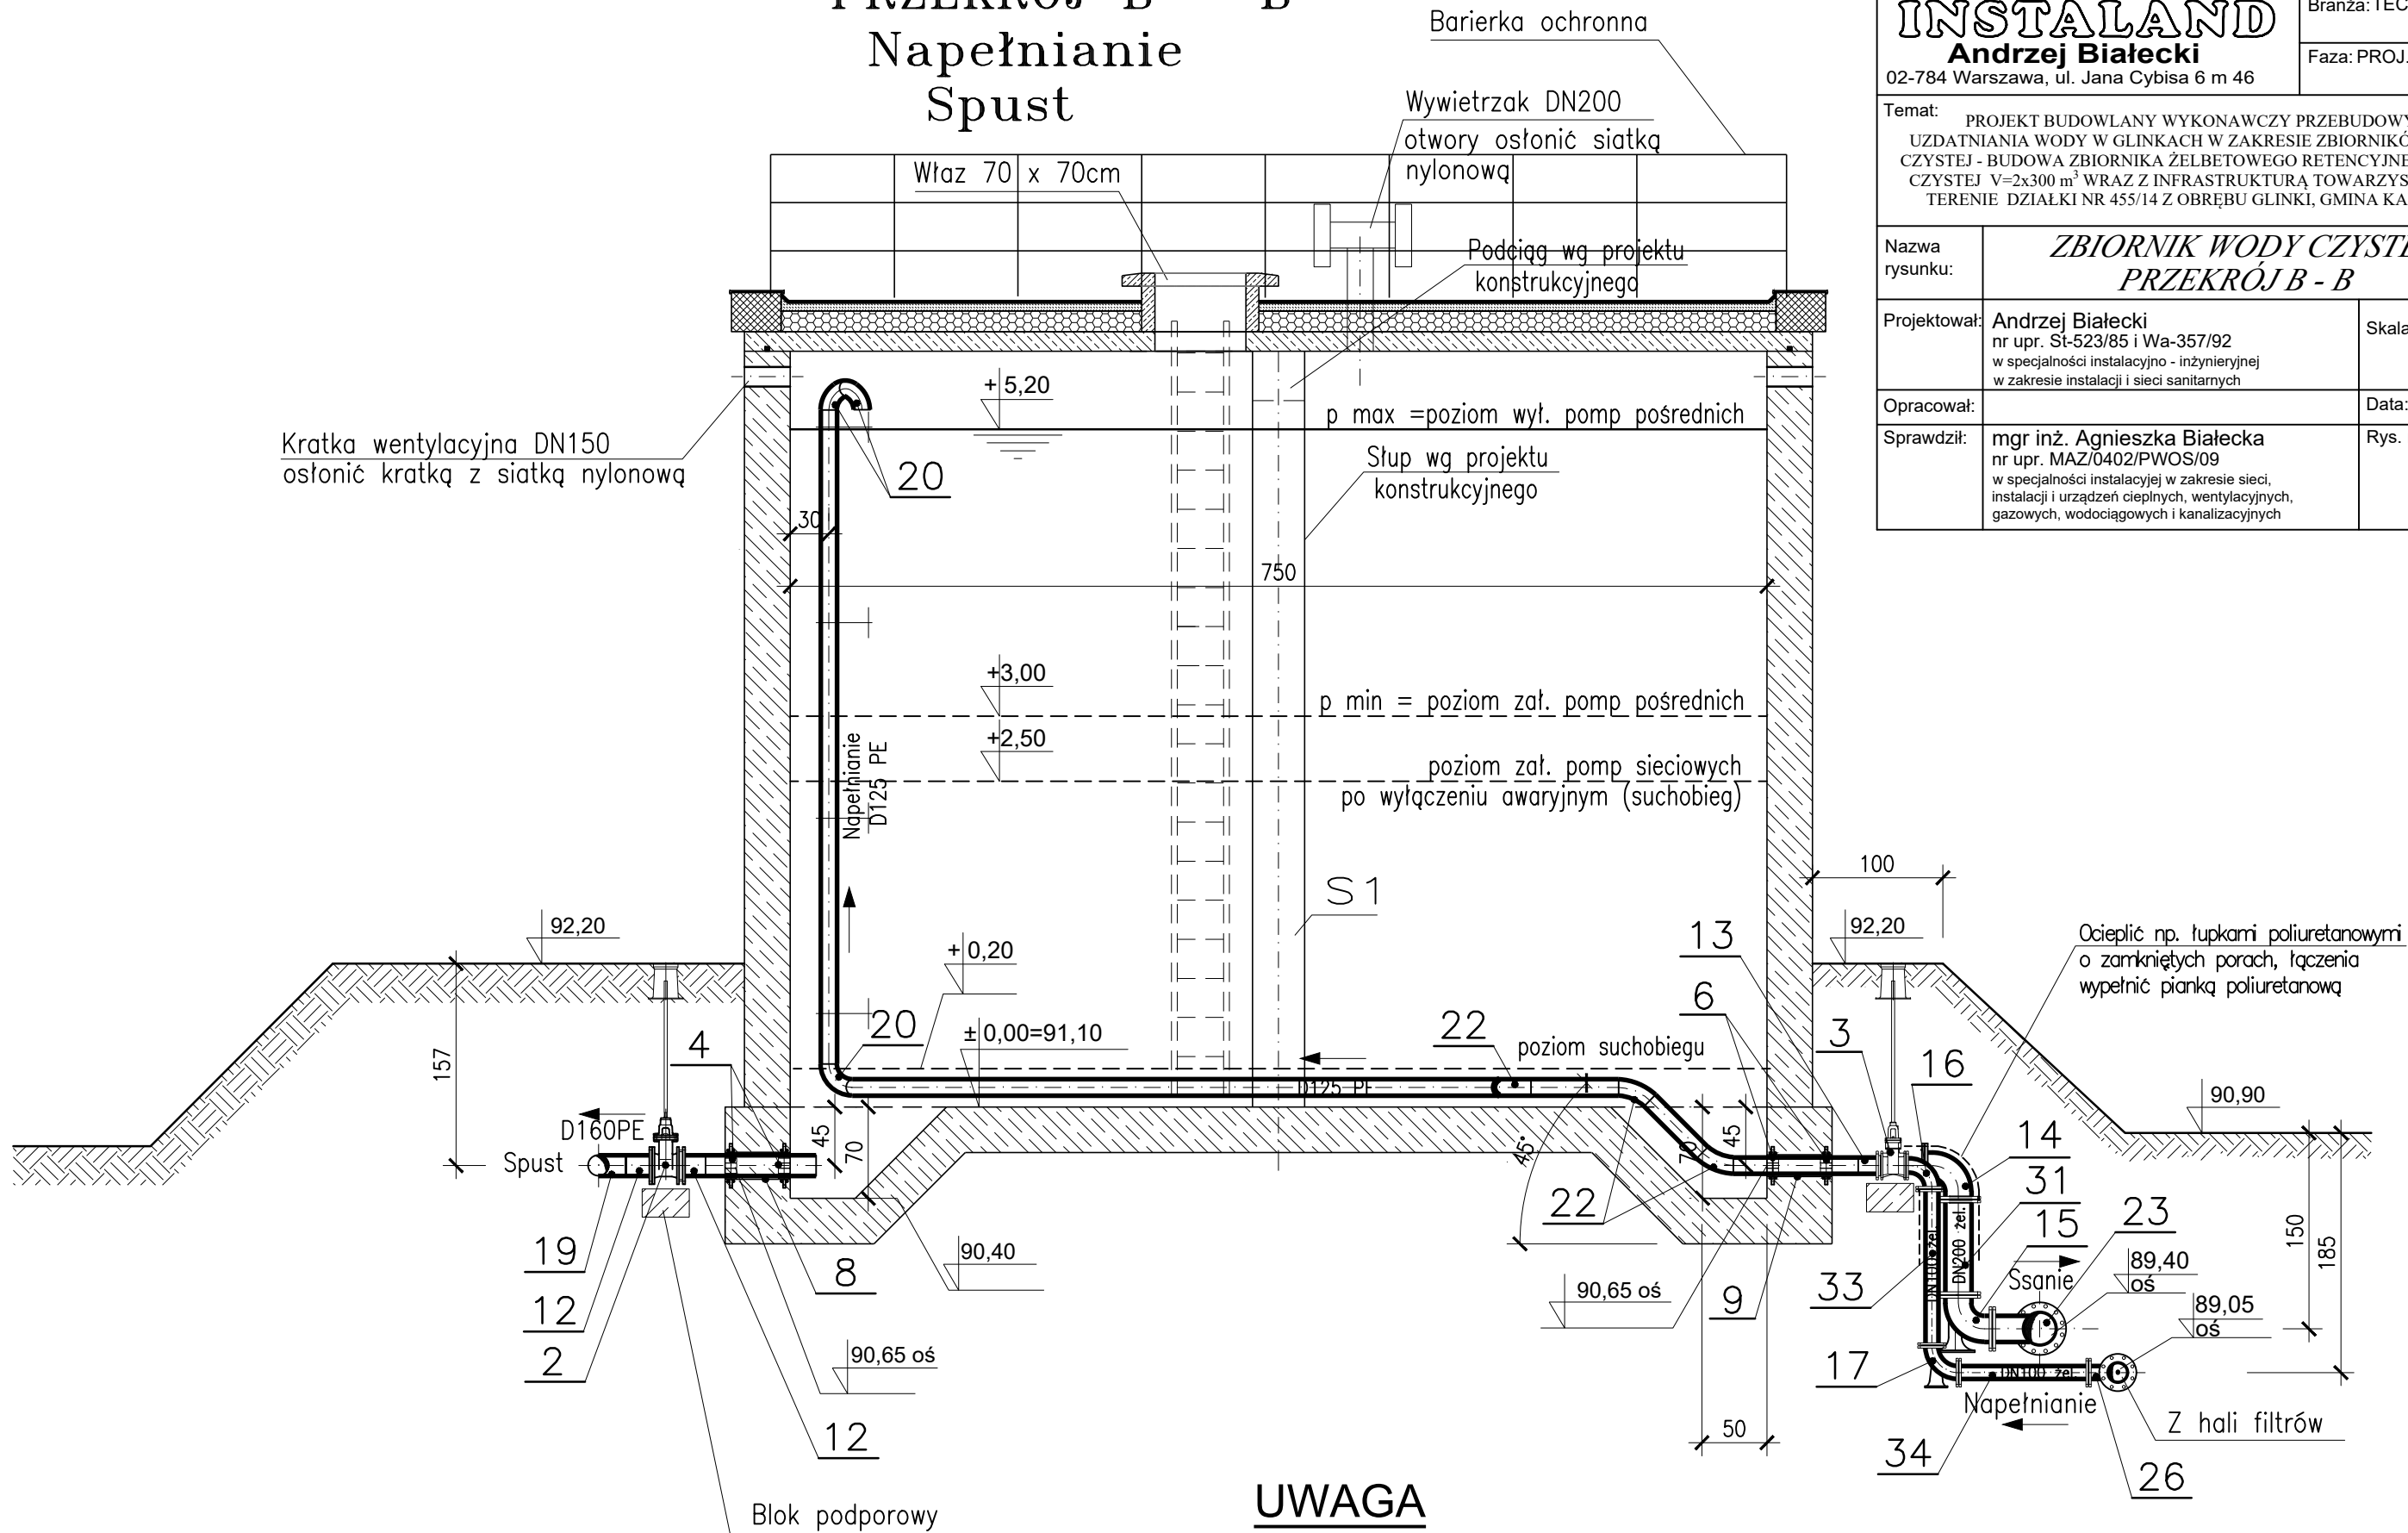 PRZEKRÓJ B - B
Napełnianie
Spust
Barierka ochronna
Wywietrzak DN200
otwory osłonić siatką
nylonową
Właz 70 x 70cm
Podciąg wg projektu
konstrukcyjnego
INSTALAND
Andrzej Białecki
02-784 Warszawa, ul. Jana Cybisa 6 m 46
Branża: TEC
Faza: PROJ.
Temat:
PROJEKT BUDOWLANY WYKONAWCZY PRZEBUDOWY
UZDATNIANIA WODY W GLINKACH W ZAKRESIE ZBIORNIKÓ
CZYSTEJ - BUDOWA ZBIORNIKA ŻELBETOWEGO RETENCYJNE
CZYSTEJ V=2x300 m³ WRAZ Z INFRASTRUKTURĄ TOWARZYS
TERENIE DZIAŁKI NR 455/14 Z OBRĘBU GLINKI, GMINA KA
Nazwa
rysunku:
ZBIORNIK WODY CZYSTE
PRZEKRÓJ B - B
Projektował:
Andrzej Białecki
nr upr. St-523/85 i Wa-357/92
w specjalności instalacyjno - inżynieryjnej
w zakresie instalacji i sieci sanitarnych
Skala
Opracował:
Data:
Sprawdził:
mgr inż. Agnieszka Białecka
nr upr. MAZ/0402/PWOS/09
w specjalności instalacyjej w zakresie sieci,
instalacji i urządzeń cieplnych, wentylacyjnych,
gazowych, wodociągowych i kanalizacyjnych
Rys.
Kratka wentylacyjna DN150
osłonić kratką z siatką nylonową
+ 5,20
p max =poziom wył. pomp pośrednich
20
Słup wg projektu
konstrukcyjnego
30
750
+3,00
p min = poziom zał. pomp pośrednich
+2,50
poziom zał. pomp sieciowych
po wyłączeniu awaryjnym (suchobieg)
Napełnianie
D125 PE
S1
100
92,20
92,20
+ 0,20
13
6
3
16
Ocieplić np. łupkami poliuretanowymi
o zamkniętych porach, łączenia
wypełnić pianką poliuretanową
157
4
20
± 0,00=91,10
22
poziom suchobiegu
D125 PE
90,90
D160PE
Spust
45
70
45°
70
45
14
31
15
23
150
185
19
12
2
8
90,40
22
90,65 oś
9
33
DN100 żel.
DN200 żel.
Ssanie
89,40
oś
89,05
oś
90,65 oś
12
50
17
DN100 żel.
Napełnianie
Z hali filtrów
34
26
Blok podporowy
UWAGA